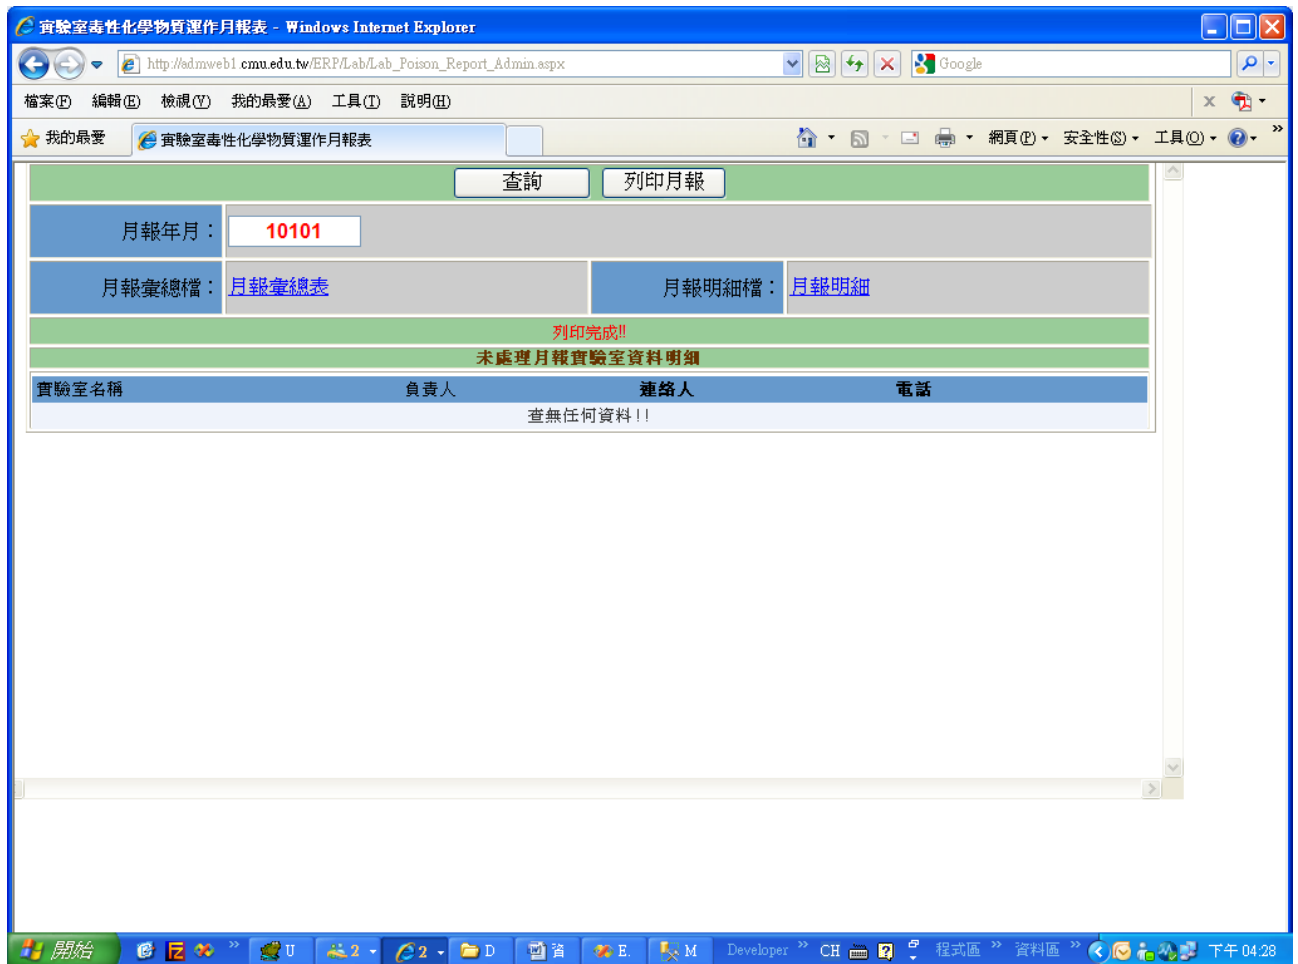 實驗室毒性化學物質運作月報表 - Windows Internet Explorer
http://admweb1.cmu.edu.tw/ERP/Lab/Lab_Poison_Report_Admin.aspx
Google
檔案(F) 編輯(E) 檢視(V) 我的最愛(A) 工具(T) 說明(H)
我的最愛 實驗室毒性化學物質運作月報表 網頁(P) 安全性(S) 工具(O) »
查詢 列印月報
月報年月： 10101
月報彙總檔： 月報彙總表 月報明細檔： 月報明細
列印完成!!
未處理月報實驗室資料明細
實驗室名稱 負責人 連絡人 電話
查無任何資料!!
開始 » U 2 2 D 資 E. M Developer » CH 程式區 » 資料區 » 下午 04:28